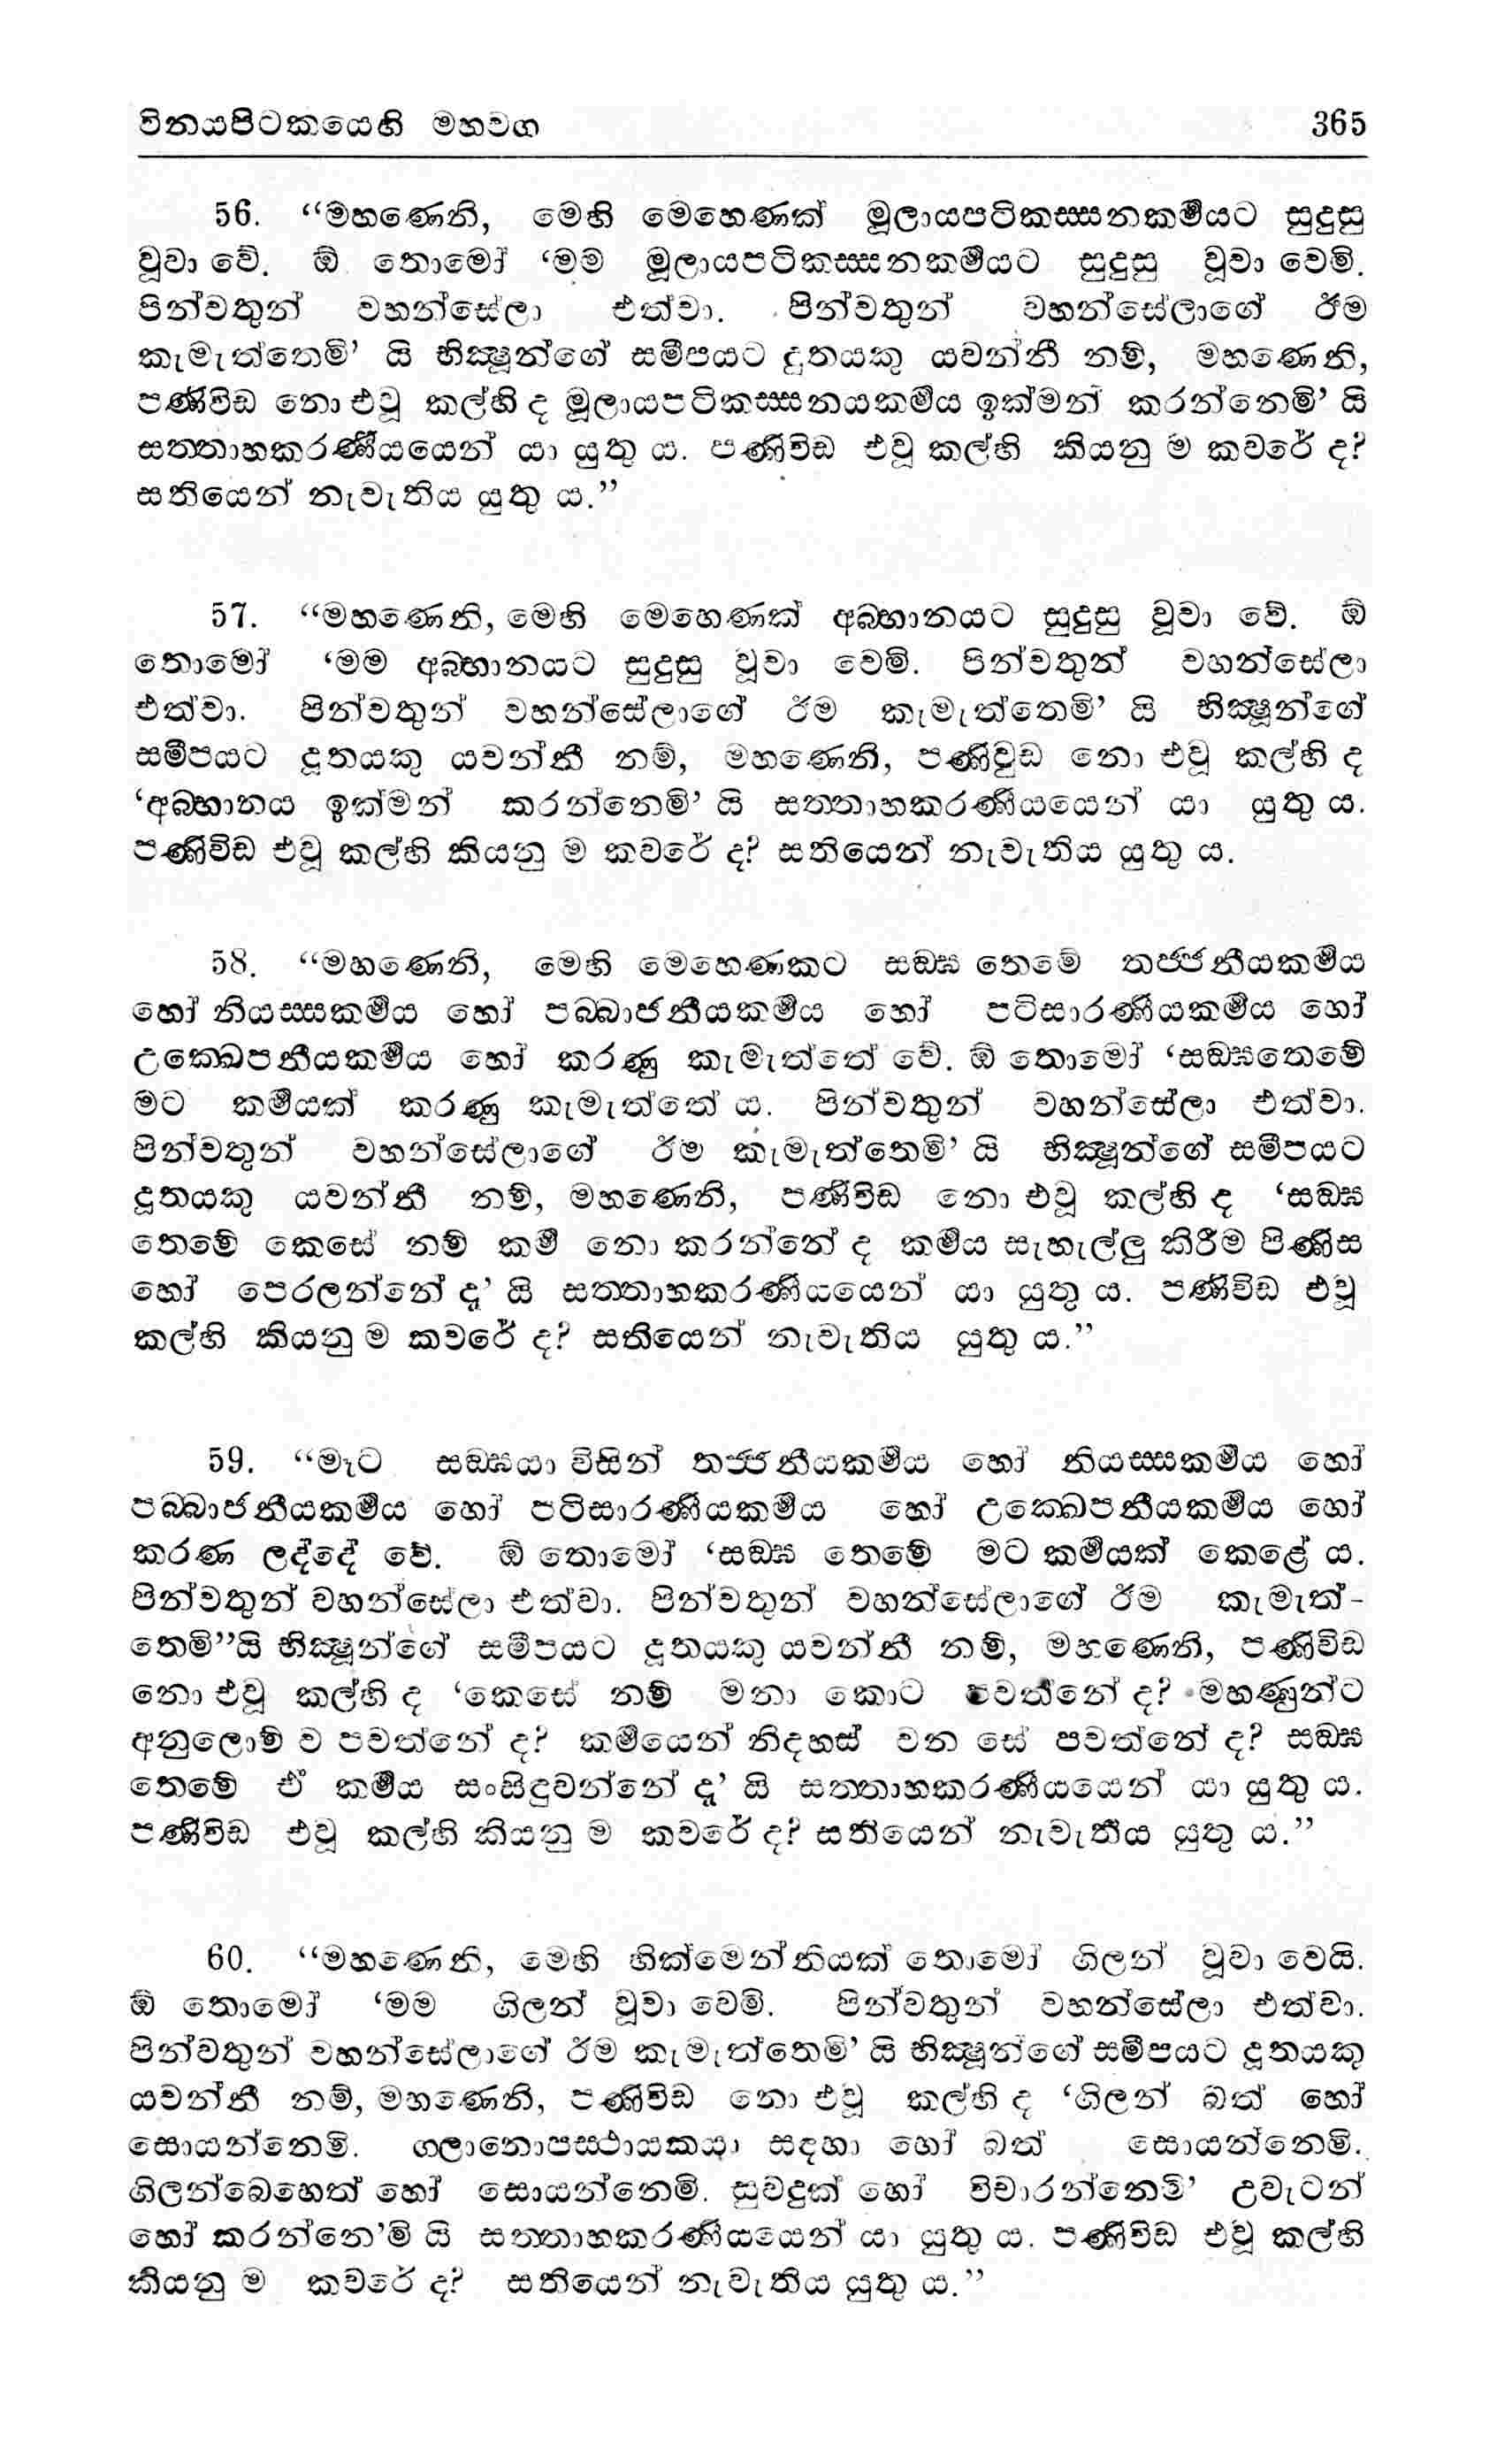 විනයපිටකයෙහි මහවග 365
56. “මහණෙනි, මෙහි මෙහෙණක් මූලායපටිකස්සනකර්මයට සුදුසු
වූවා වේ. ඕ තොමෝ ‘මම මූලායපටිකස්සනකර්මයට සුදුසු වූවා වෙමි.
පින්වතුන් වහන්සේලා එත්වා. පින්වතුන් වහන්සේලාගේ ඊම
කැමැත්තෙමි’ යි භික්ෂූන්ගේ සමීපයට දූතයකු යවන්නී නම්, මහණෙනි,
පණිවිඩ නො එවූ කල්හි ද මූලායපටිකස්සනයකර්මය ඉක්මන් කරන්නෙමි’ යි
සත්තාහකරණීයයෙන් යා යුතු ය. පණිවිඩ එවූ කල්හි කියනු ම කවරේ ද?
සතියෙන් නැවැතිය යුතු ය.”
57. “මහණෙනි, මෙහි මෙහෙණක් අබ්භානයට සුදුසු වූවා වේ. ඕ
තොමෝ ‘මම අබ්භානයට සුදුසු වූවා වෙමි. පින්වතුන් වහන්සේලා
එත්වා. පින්වතුන් වහන්සේලාගේ ඊම කැමැත්තෙමි’ යි භික්ෂූන්ගේ
සමීපයට දූතයකු යවන්නී නම්, මහණෙනි, පණිවුඩ නො එවූ කල්හි ද
‘අබ්භානය ඉක්මන් කරන්නෙමි’ යි සත්තාහකරණීයයෙන් යා යුතු ය.
පණිවිඩ එවූ කල්හි කියනු ම කවරේ ද? සතියෙන් නැවැතිය යුතු ය.
58. “මහණෙනි, මෙහි මෙහෙණකට සඞ්ඝ තෙමේ තජ්ජනීයකර්මය
හෝ නියස්සකර්මය හෝ පබ්බාජනීයකර්මය හෝ පටිසාරණීයකර්මය හෝ
උක්ඛෙපනීයකර්මය හෝ කරණු කැමැත්තේ වේ. ඕ තොමෝ ‘සඞ්ඝතෙමේ
මට කර්මයක් කරණු කැමැත්තේ ය. පින්වතුන් වහන්සේලා එත්වා.
පින්වතුන් වහන්සේලාගේ ඊම කැමැත්තෙමි’ යි භික්ෂූන්ගේ සමීපයට
දූතයකු යවන්නී නම්, මහණෙනි, පණිවිඩ නො එවූ කල්හි ද ‘සඞ්ඝ
තෙමේ කෙසේ නම් කර්ම නො කරන්නේ ද කර්මය සැහැල්ලු කිරීම පිණිස
හෝ පෙරලන්නේ දැ’ යි සත්තාහකරණීයයෙන් යා යුතු ය. පණිවිඩ එවූ
කල්හි කියනු ම කවරේ ද? සතියෙන් නැවැතිය යුතු ය.”
59. “මෑට සඞ්ඝයා විසින් තජ්ජනීයකර්මය හෝ නියස්සකර්මය හෝ
පබ්බාජනීයකර්මය හෝ පටිසාරණීයකර්මය හෝ උක්ඛෙපනීයකර්මය හෝ
කරණ ලද්දේ වේ. ඕ තොමෝ ‘සඞ්ඝ තෙමේ මට කර්මයක් කෙළේ ය.
පින්වතුන් වහන්සේලා එත්වා. පින්වතුන් වහන්සේලාගේ ඊම කැමැත්-
තෙමි”යි භික්ෂූන්ගේ සමීපයට දූතයකු යවන්නී නම්, මහණෙනි, පණිවිඩ
නො එවූ කල්හි ද ‘කෙසේ නම් මනා කොට පවත්නේ ද? මහණුන්ට
අනුලොම් ව පවත්නේ ද? කර්මයෙන් නිදහස් වන සේ පවත්නේ ද? සඞ්ඝ
තෙමේ ඒ කර්මය සංසිඳුවන්නේ දැ’ යි සත්තාහකරණීයයෙන් යා යුතු ය.
පණිවිඩ එවූ කල්හි කියනු ම කවරේ ද? සතියෙන් නැවැතිය යුතු ය.”
60. “මහණෙනි, මෙහි හික්මෙන්නියක් තොමෝ ගිලන් වූවා වෙයි.
ඕ තොමෝ ‘මම ගිලන් වූවා වෙමි. පින්වතුන් වහන්සේලා එත්වා.
පින්වතුන් වහන්සේලාගේ ඊම කැමැත්තෙමි’ යි භික්ෂූන්ගේ සමීපයට දූතයකු
යවන්නී නම්, මහණෙනි, පණිවිඩ නො එවූ කල්හි ද ‘ගිලන් බත් හෝ
සොයන්නෙමි. ගලානොපස්ථායකයා සඳහා හෝ බත් සොයන්නෙමි.
ගිලන්බෙහෙත් හෝ සොයන්නෙමි. සුවදුක් හෝ විචාරන්නෙමි’ උවැටන්
හෝ කරන්නෙ’මි යි සත්තාහකරණීයයෙන් යා යුතු ය. පණිවිඩ එවූ කල්හි
කියනු ම කවරේ ද? සතියෙන් නැවැතිය යුතු ය.”